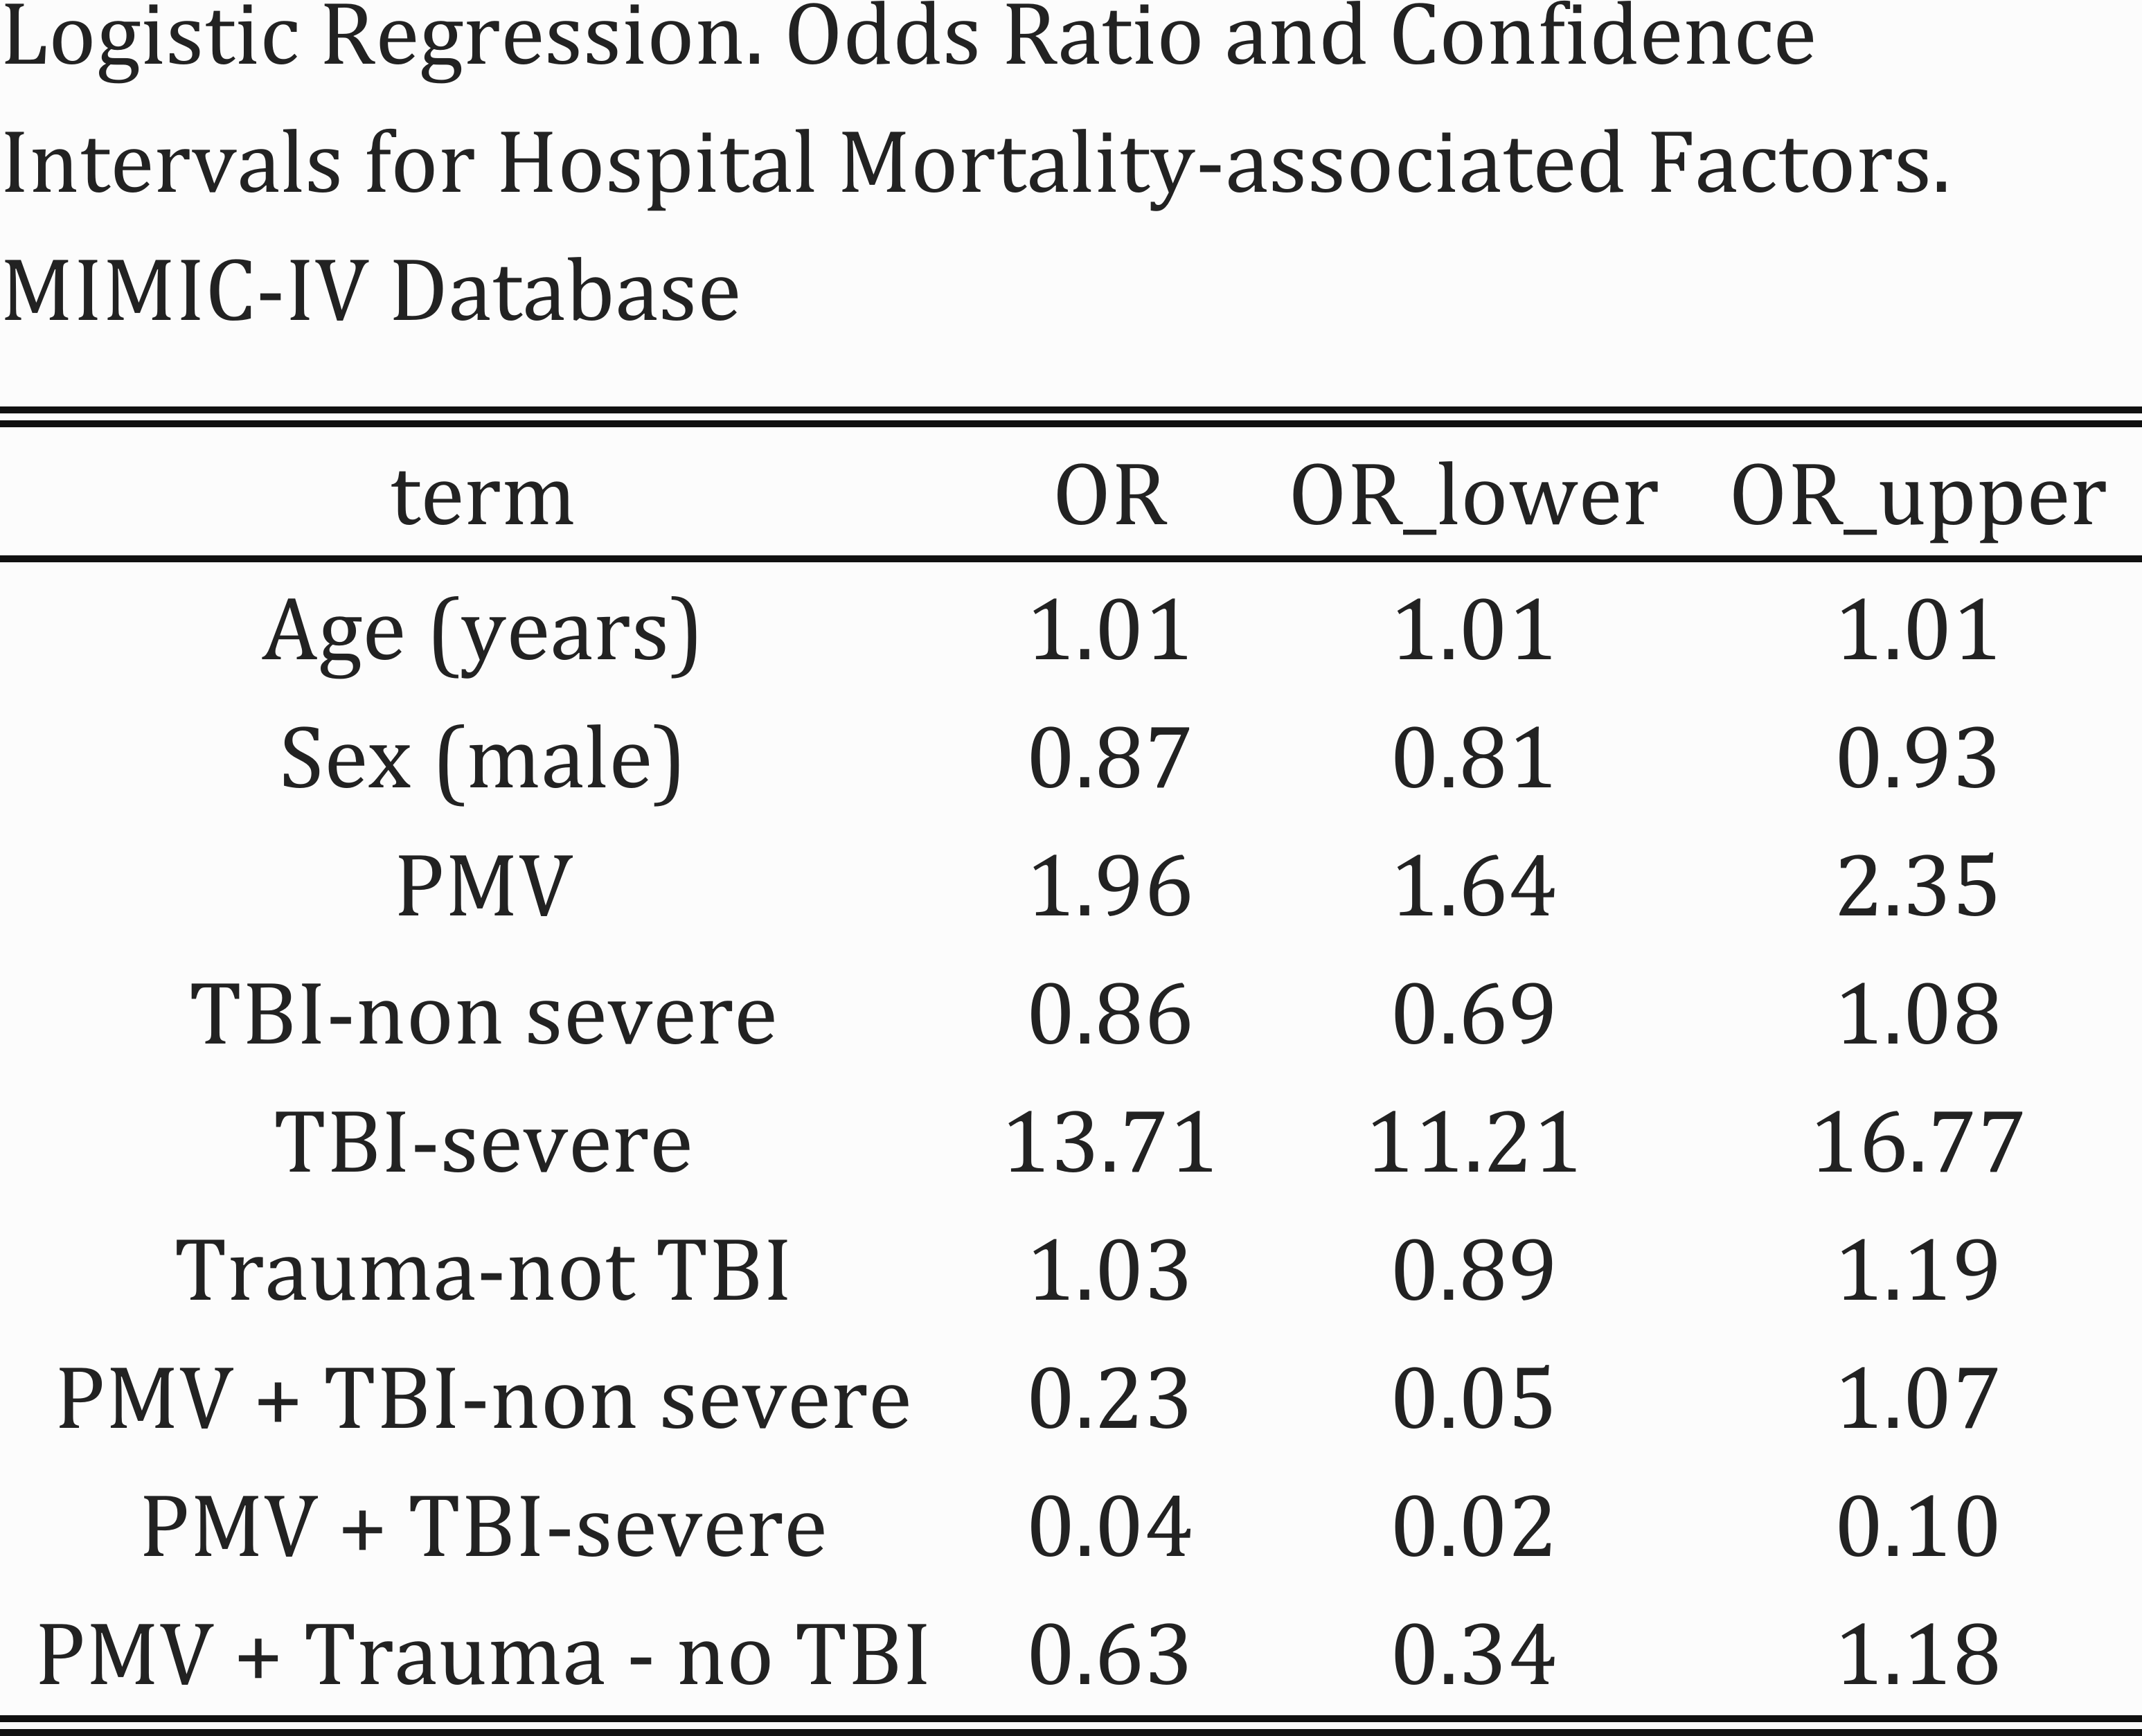 Logistic Regression. Odds Ratio and Confidence
Intervals for Hospital Mortality-associated Factors.
MIMIC-IV Database
term OR OR_lower OR_upper
Age (years) 1.01 1.01 1.01
Sex (male) 0.87 0.81 0.93
PMV 1.96 1.64 2.35
TBI-non severe 0.86 0.69 1.08
TBI-severe 13.71 11.21 16.77
Trauma-not TBI 1.03 0.89 1.19
PMV + TBI-non severe 0.23 0.05 1.07
PMV + TBI-severe 0.04 0.02 0.10
PMV + Trauma - no TBI 0.63 0.34 1.18